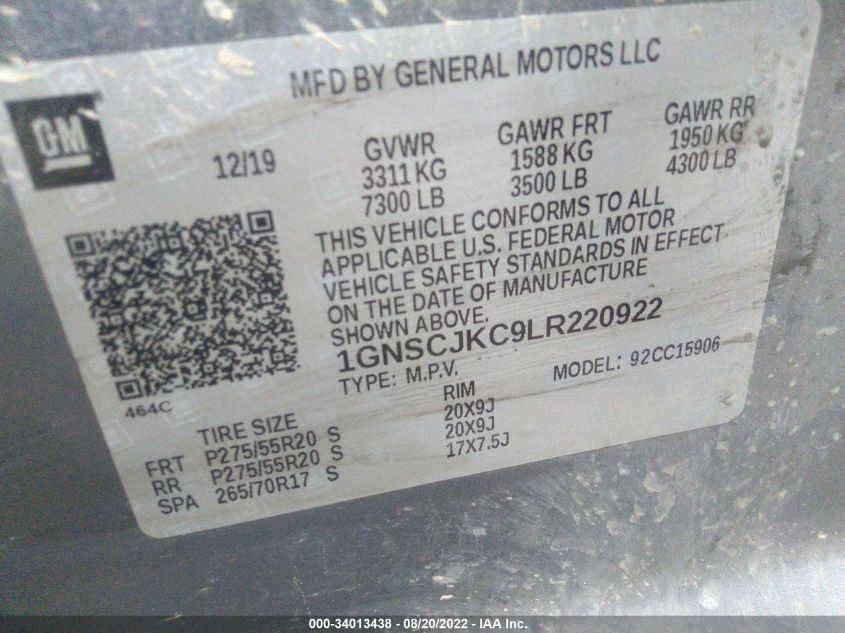 MFD BY GENERAL MOTORS LLC
GM
12/19 GVWR GAWR FRT GAWR RR
3311 KG 1588 KG 1950 KG
7300 LB 3500 LB 4300 LB
THIS VEHICLE CONFORMS TO ALL
APPLICABLE U.S. FEDERAL MOTOR
VEHICLE SAFETY STANDARDS IN EFFECT
ON THE DATE OF MANUFACTURE
SHOWN ABOVE.
1GNSCJKC9LR220922
TYPE: M.P.V. MODEL: 92CC15906
464C
TIRE SIZE RIM
FRT P275/55R20 S 20X9J
RR P275/55R20 S 20X9J
SPA 265/70R17 S 17X7.5J
000-34013438 - 08/20/2022 - IAA Inc.